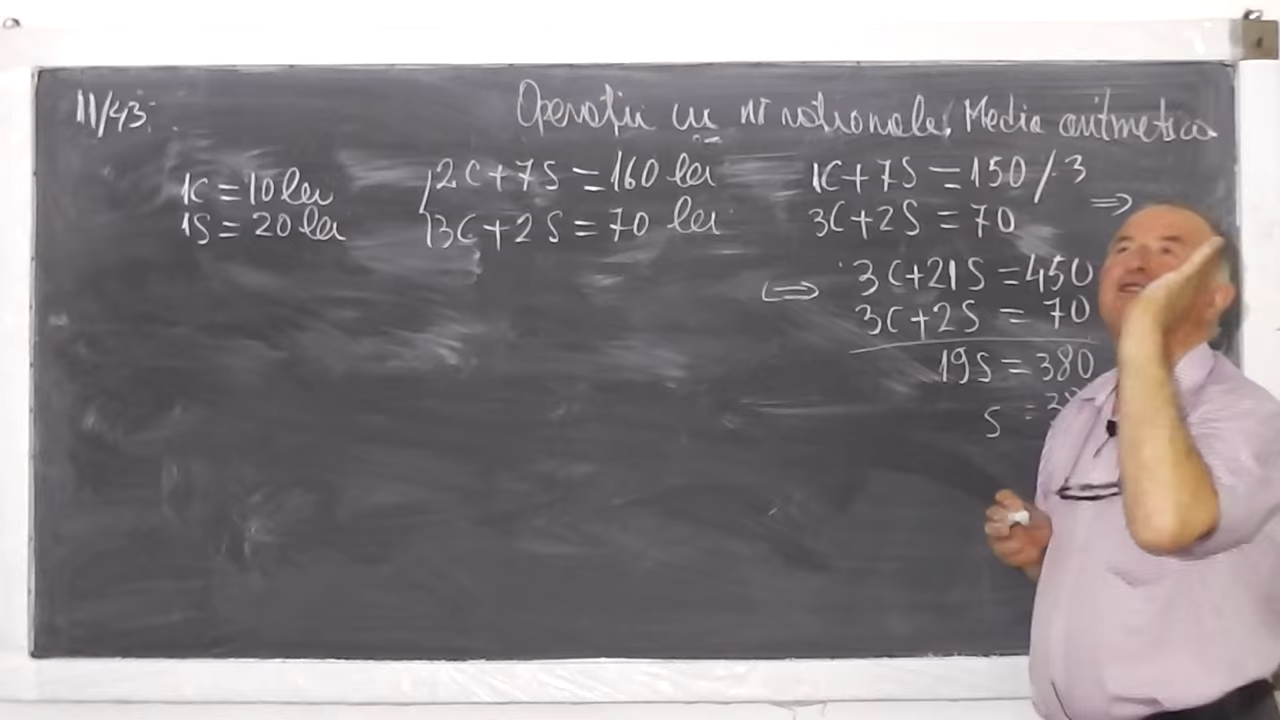 11/43:
Operații cu nr raționale. Media aritmetica
1C = 10 lei
1S = 20 lei
2C + 7S = 160 lei
3C + 2S = 70 lei
1C + 7S = 150 /·3
3C + 2S = 70 ⇒
⇔ 3C + 21S = 450
3C + 2S = 70
19S = 380
S =